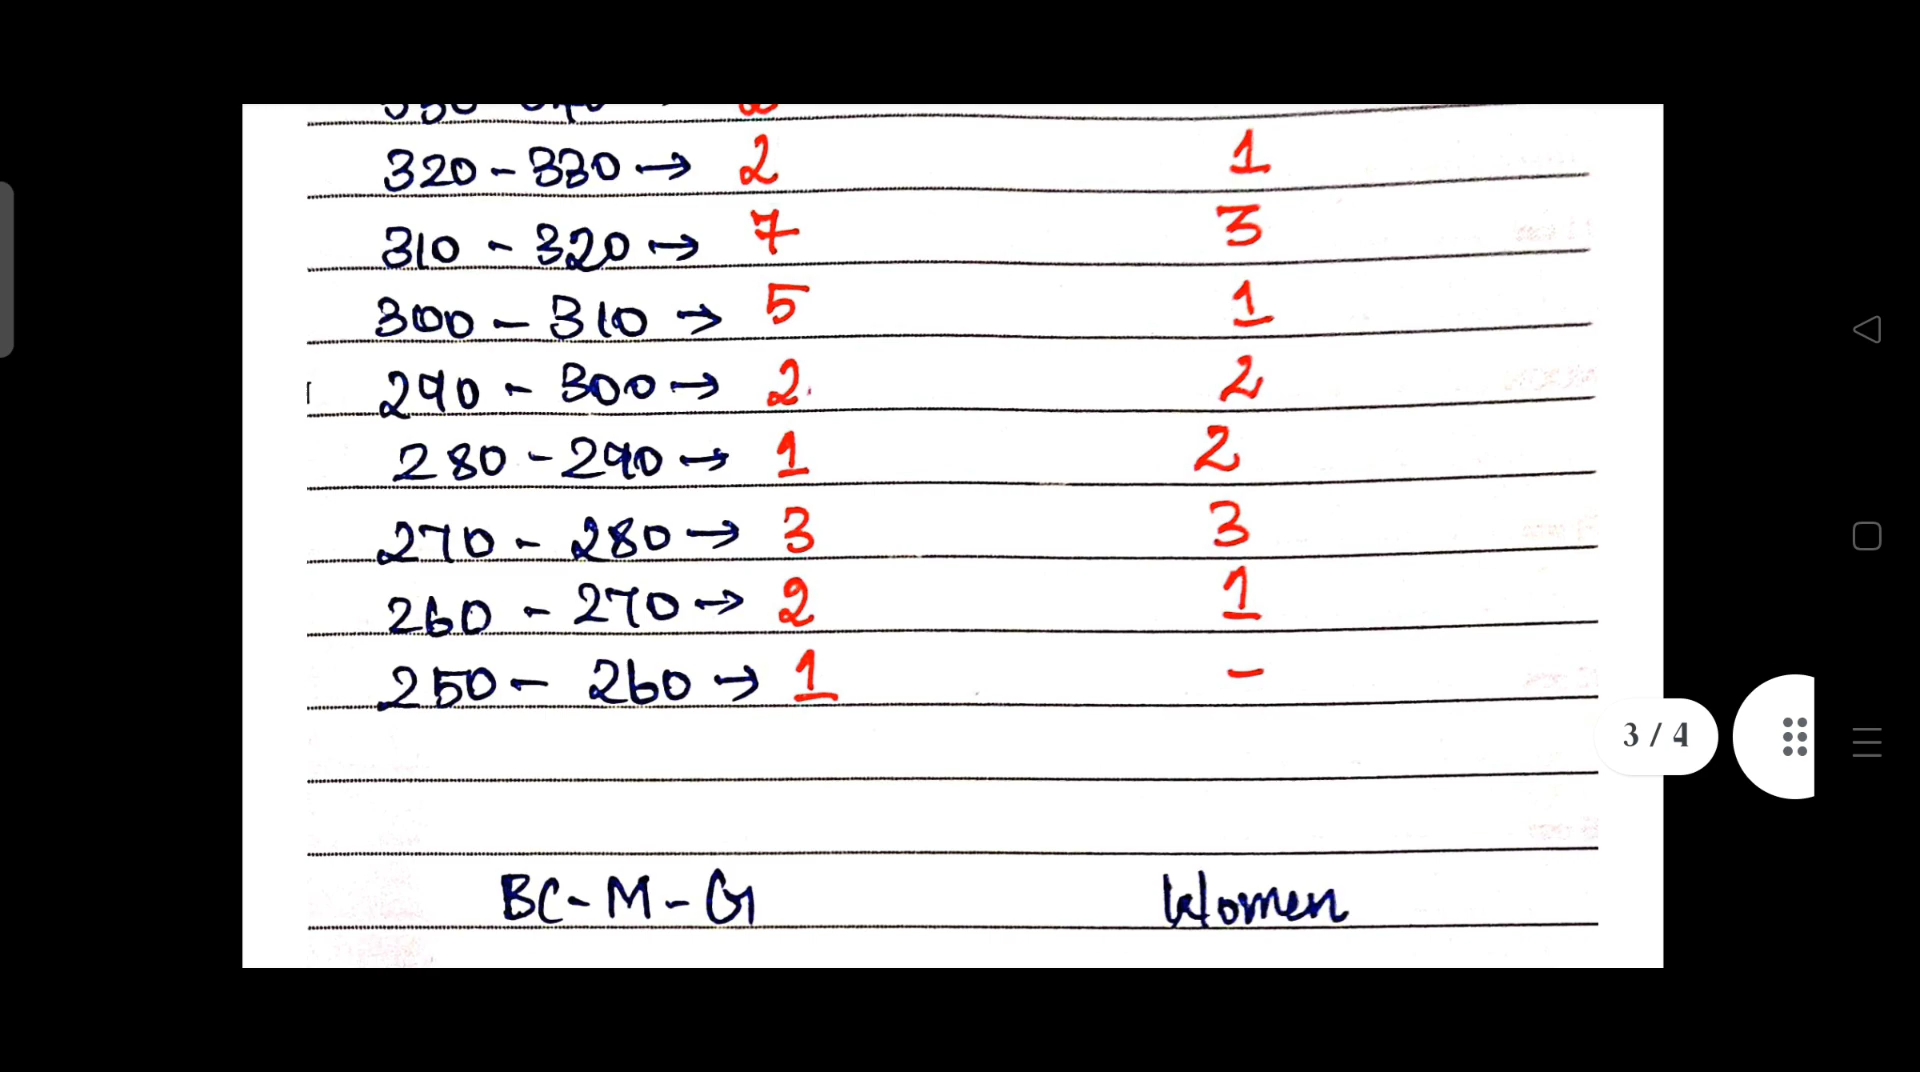 320 - 330 → 2 1
310 - 320 → 7 3
300 - 310 → 5 1
290 - 300 → 2. 2
280 - 290 → 1 2
270 - 280 → 3 3
260 - 270 → 2 1
250 - 260 → 1 -
3 / 4
BC - M - G Women